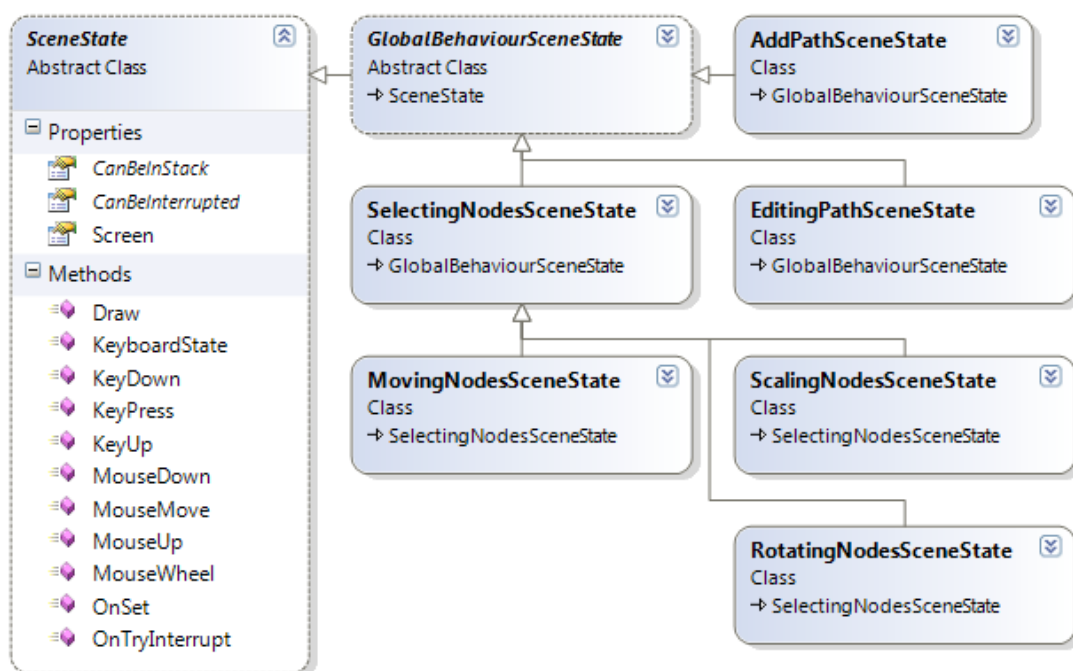 SceneState
Abstract Class
Properties
CanBeInStack
CanBeInterrupted
Screen
Methods
Draw
KeyboardState
KeyDown
KeyPress
KeyUp
MouseDown
MouseMove
MouseUp
MouseWheel
OnSet
OnTryInterrupt
GlobalBehaviourSceneState
Abstract Class
SceneState
AddPathSceneState
Class
GlobalBehaviourSceneState
SelectingNodesSceneState
Class
GlobalBehaviourSceneState
EditingPathSceneState
Class
GlobalBehaviourSceneState
MovingNodesSceneState
Class
SelectingNodesSceneState
ScalingNodesSceneState
Class
SelectingNodesSceneState
RotatingNodesSceneState
Class
SelectingNodesSceneState